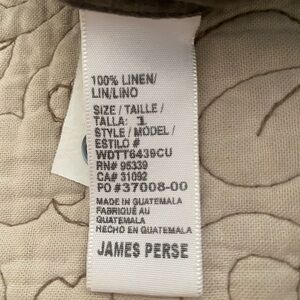 100% LINEN/
LIN/LINO
SIZE / TAILLE /
TALLA: 1
STYLE / MODEL /
ESTILO #
WDTT6439CU
RN# 95339
CA# 31092
PO #37008-00
MADE IN GUATEMALA
FABRIQUÉ AU
GUATEMALA
HECHO EN GUATEMALA
JAMES PERSE